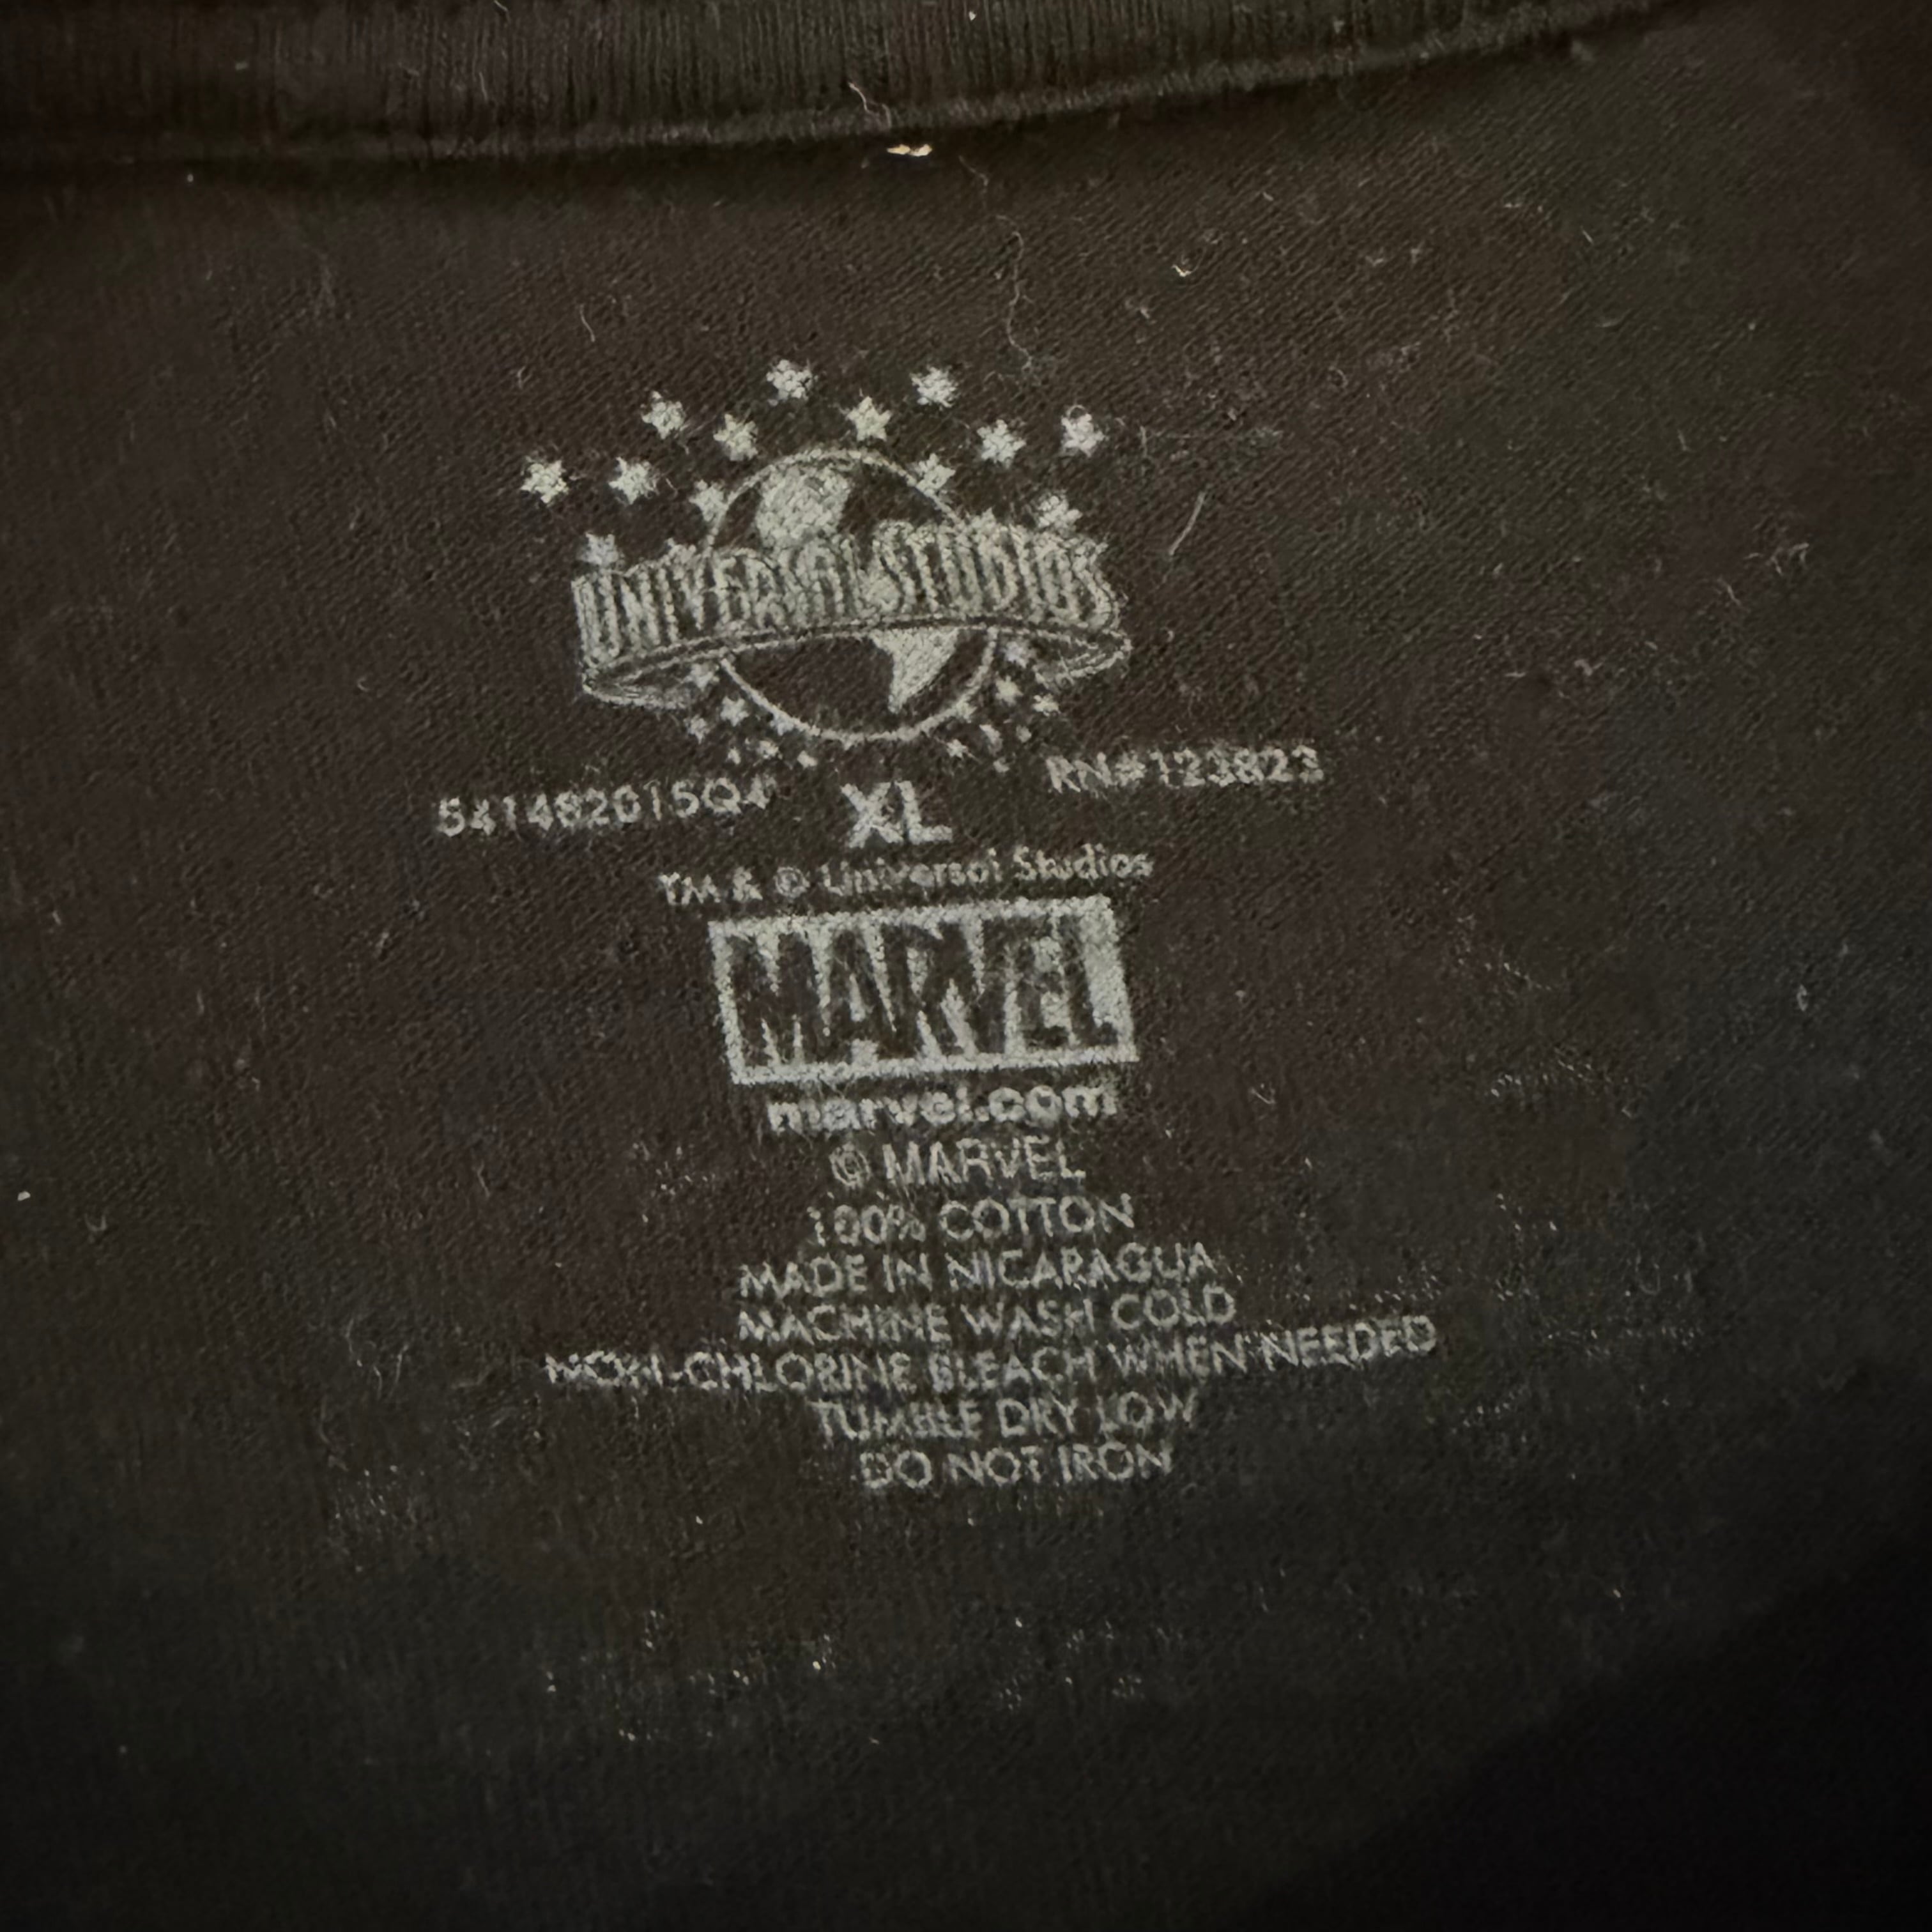 UNIVERSAL STUDIOS
541482015Q4 XL RN#123823
TM & © Universal Studios
MARVEL
marvel.com
© MARVEL
100% COTTON
MADE IN NICARAGUA
MACHINE WASH COLD
NON-CHLORINE BLEACH WHEN NEEDED
TUMBLE DRY LOW
DO NOT IRON